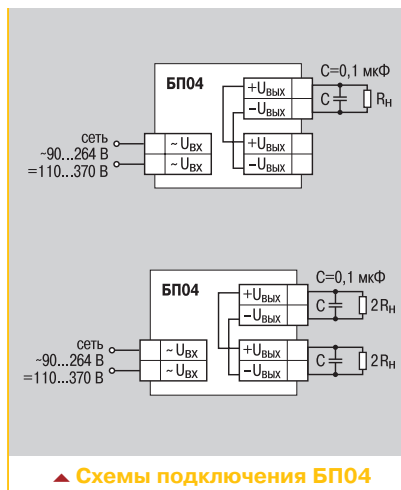 C=0,1 мкФ
БП04
+Uвых
−Uвых
C
Rн
сеть
~90...264 В
=110...370 В
~ Uвх
~ Uвх
+Uвых
−Uвых
C=0,1 мкФ
БП04
+Uвых
−Uвых
C
2Rн
сеть
~90...264 В
=110...370 В
~ Uвх
~ Uвх
+Uвых
−Uвых
C
2Rн
▲ Схемы подключения БП04